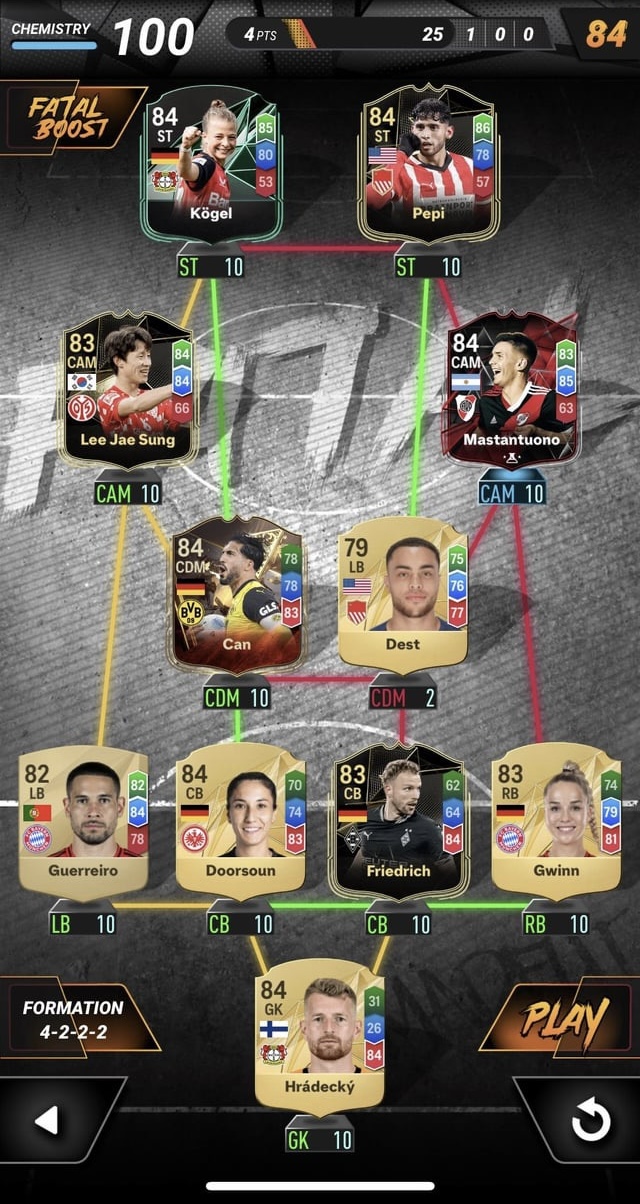 CHEMISTRY 100
4 PTS 25 1 0 0
84
FATAL
BOOST
84
ST
85
80
53
Kögel
ST 10
84
ST
86
78
57
Pepi
ST 10
83
CAM
84
84
66
Lee Jae Sung
CAM 10
84
CAM
83
85
63
Mastantuono
CAM 10
84
CDM
78
78
83
BVB
09
GLS
Can
CDM 10
79
LB
75
76
77
Dest
CDM 2
82
LB
82
84
78
Guerreiro
LB 10
84
CB
70
74
83
Doorsoun
CB 10
83
CB
62
64
84
Friedrich
CB 10
83
RB
74
79
81
Gwinn
RB 10
84
GK
31
26
84
Hrádecký
GK 10
FORMATION
4-2-2-2
PLAY